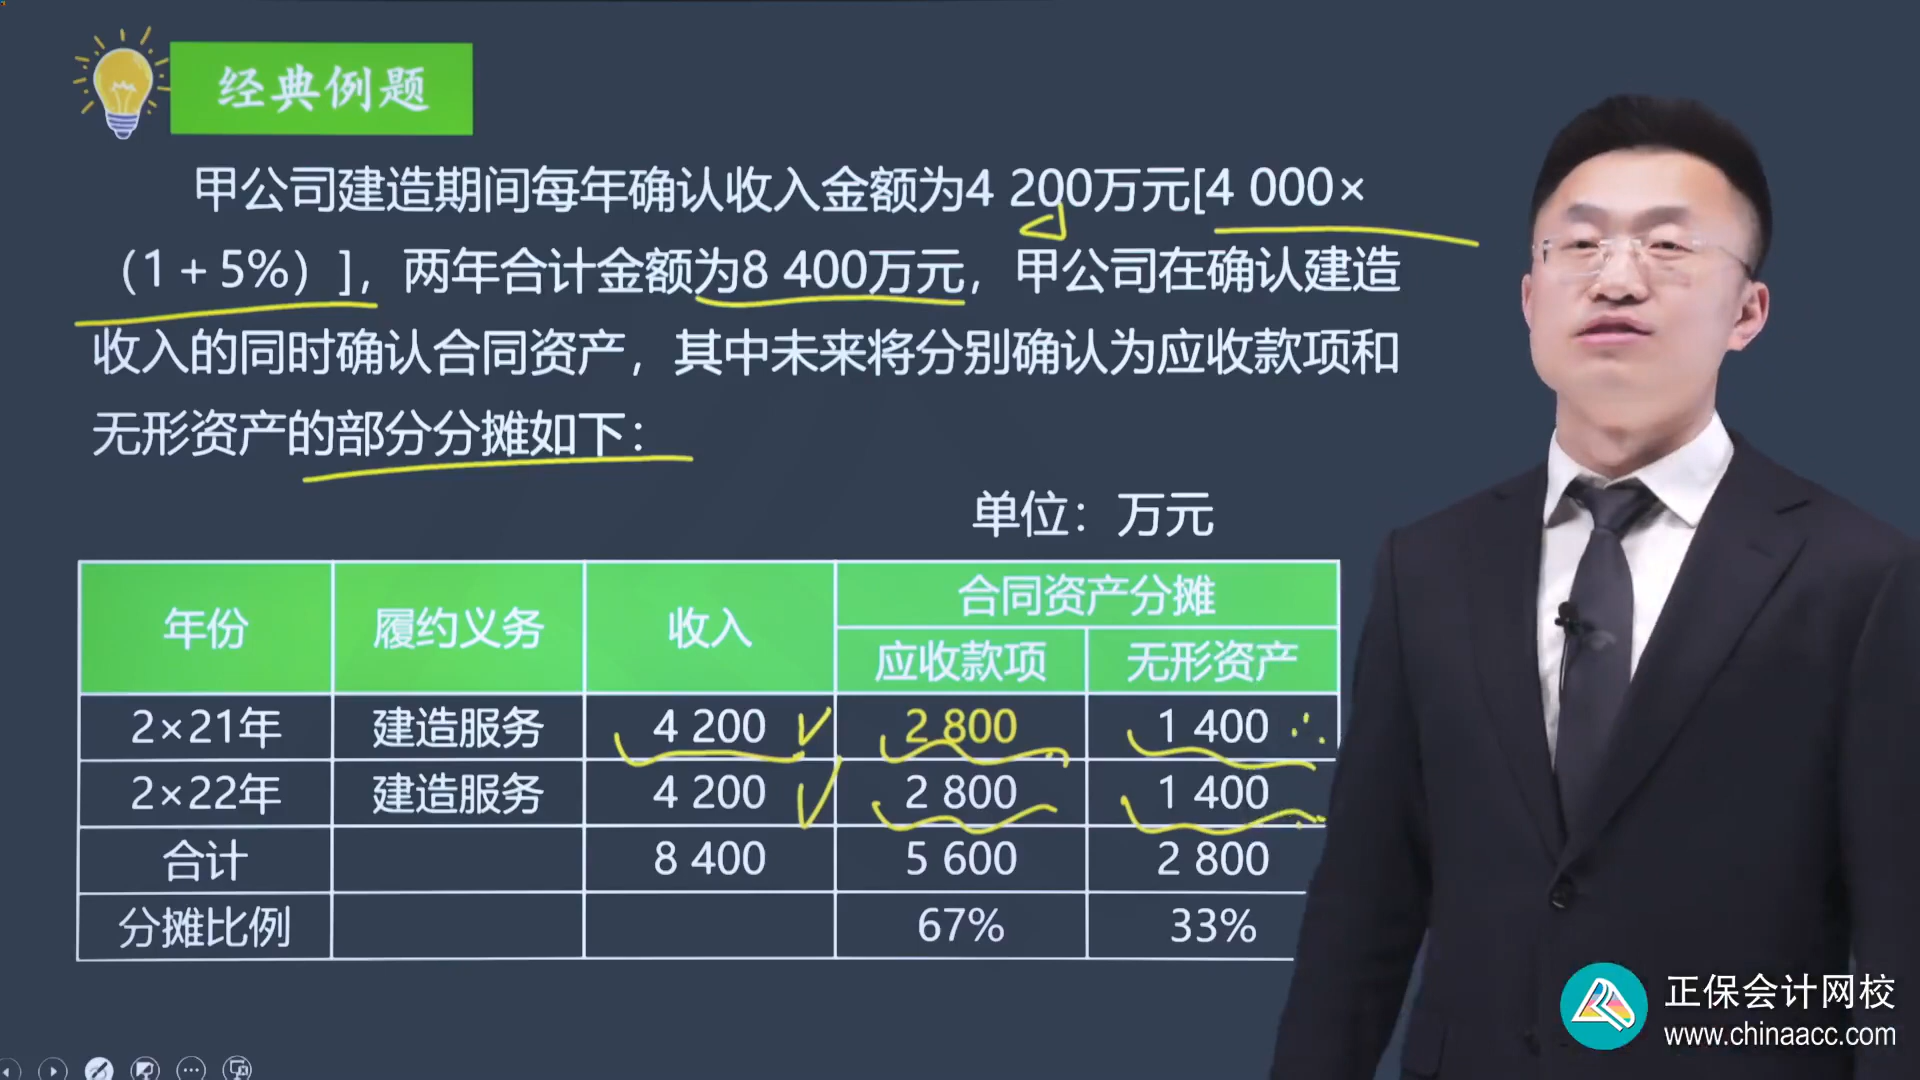 经典例题
甲公司建造期间每年确认收入金额为4 200万元[4 000×
（1＋5%）]，两年合计金额为8 400万元，甲公司在确认建造
收入的同时确认合同资产，其中未来将分别确认为应收款项和
无形资产的部分分摊如下：
单位：万元
年份 履约义务 收入 合同资产分摊
应收款项 无形资产
2×21年 建造服务 4 200 2 800 1 400
2×22年 建造服务 4 200 2 800 1 400
合计 8 400 5 600 2 800
分摊比例 67% 33%
正保会计网校
www.chinaacc.com